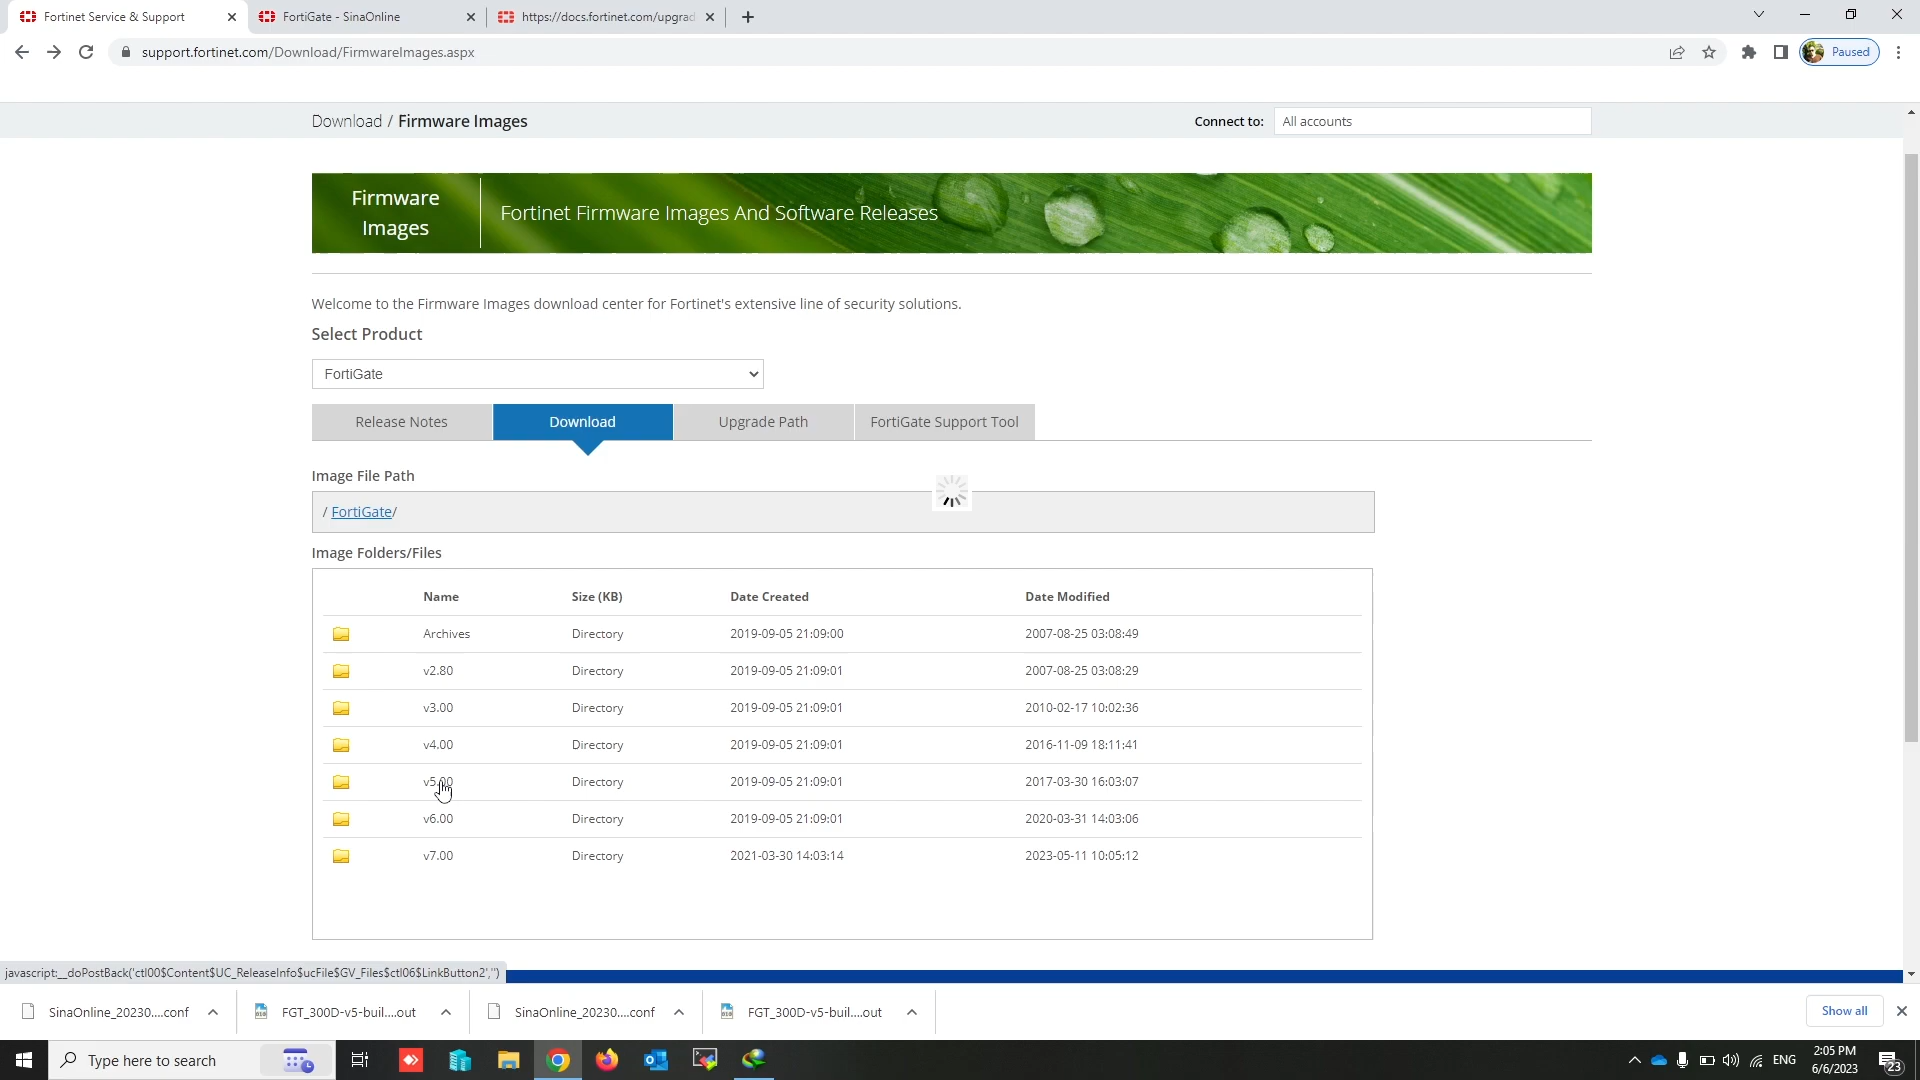 Fortinet Service & Support
FortiGate - SinaOnline
https://docs.fortinet.com/upgrad
support.fortinet.com/Download/FirmwareImages.aspx
Paused
Download / Firmware Images
Connect to:
All accounts
Firmware
Images
Fortinet Firmware Images And Software Releases
Welcome to the Firmware Images download center for Fortinet's extensive line of security solutions.
Select Product
FortiGate
Release Notes
Download
Upgrade Path
FortiGate Support Tool
Image File Path
/ FortiGate/
Image Folders/Files
Name Size (KB) Date Created Date Modified
Archives Directory 2019-09-05 21:09:00 2007-08-25 03:08:49
v2.80 Directory 2019-09-05 21:09:01 2007-08-25 03:08:29
v3.00 Directory 2019-09-05 21:09:01 2010-02-17 10:02:36
v4.00 Directory 2019-09-05 21:09:01 2016-11-09 18:11:41
v5.00 Directory 2019-09-05 21:09:01 2017-03-30 16:03:07
v6.00 Directory 2019-09-05 21:09:01 2020-03-31 14:03:06
v7.00 Directory 2021-03-30 14:03:14 2023-05-11 10:05:12
javascript:__doPostBack('ctl00$Content$UC_ReleaseInfo$ucFile$GV_Files$ctl06$LinkButton2','')
SinaOnline_20230....conf
FGT_300D-v5-buil....out
SinaOnline_20230....conf
FGT_300D-v5-buil....out
Show all
Type here to search
ENG
2:05 PM
6/6/2023
23